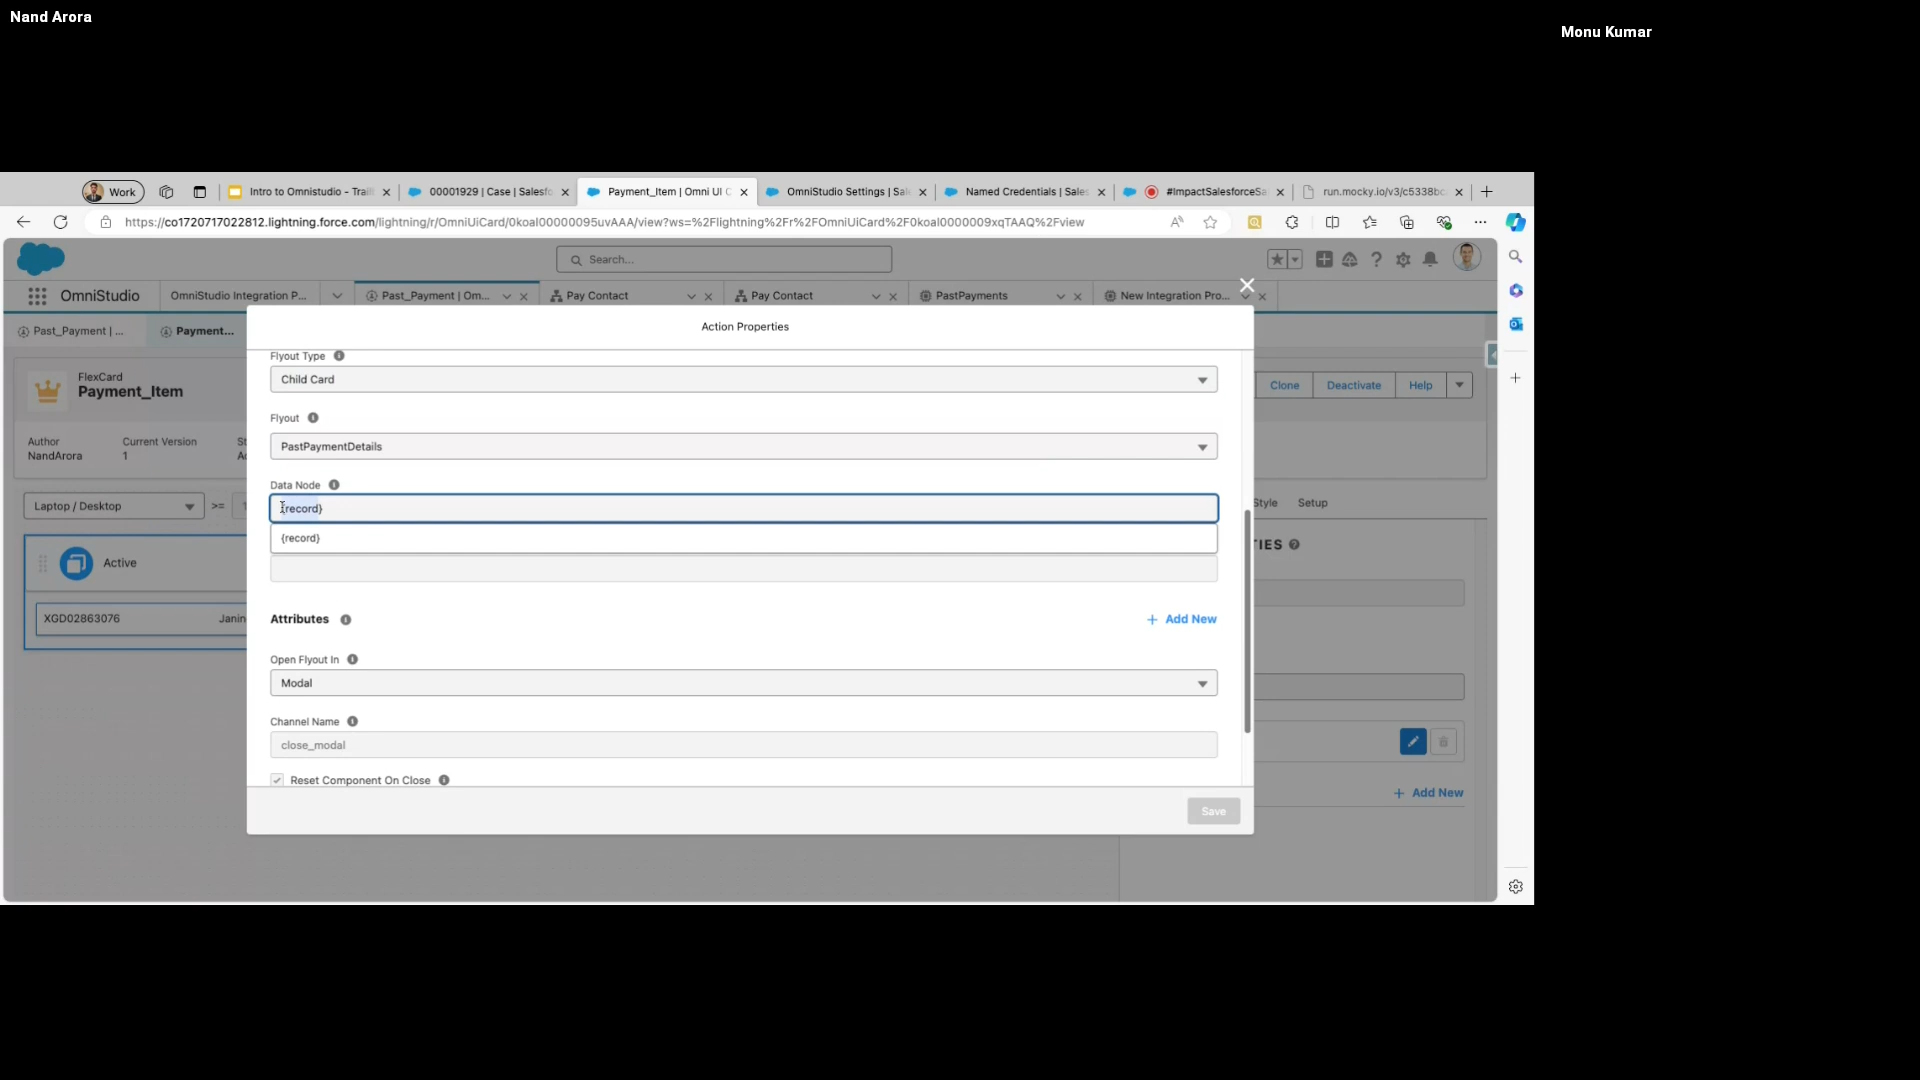 Nand Arora
Monu Kumar
Work
Intro to Omnistudio - Trail
00001929 | Case | Salesfo
Payment_Item | Omni UI C
OmniStudio Settings | Sal
Named Credentials | Sales
#ImpactSalesforceSa
run.mocky.io/v3/c5338bc
https://co1720717022812.lightning.force.com/lightning/r/OmniUiCard/0koal00000095uvAAA/view?ws=%2Flightning%2Fr%2FOmniUiCard%2F0koal0000009xqTAAQ%2Fview
Search...
OmniStudio
OmniStudio Integration P...
Past_Payment | Om...
Pay Contact
Pay Contact
PastPayments
New Integration Pro...
Past_Payment | ...
Payment...
Action Properties
FlexCard
Payment_Item
Clone
Deactivate
Help
Author
Current Version
NandArora
1
Laptop / Desktop
>=
Style
Setup
Active
XGD02863076
Janin
TIES
Add New
Flyout Type
Child Card
Flyout
PastPaymentDetails
Data Node
{record}
{record}
Attributes
Add New
Open Flyout In
Modal
Channel Name
close_modal
Reset Component On Close
Save